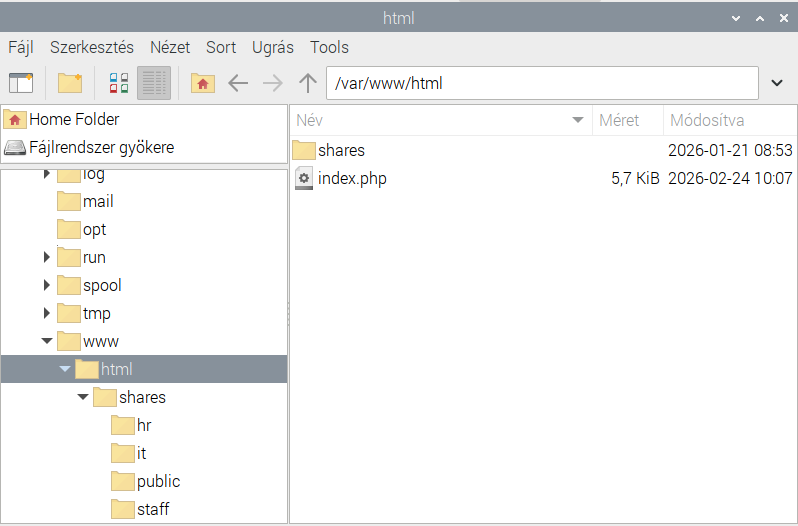 html
Fájl Szerkesztés Nézet Sort Ugrás Tools
/var/www/html
Home Folder
Fájlrendszer gyökere
log
mail
opt
run
spool
tmp
www
html
shares
hr
it
public
staff
Név Méret Módosítva
shares 2026-01-21 08:53
index.php 5,7 KiB 2026-02-24 10:07